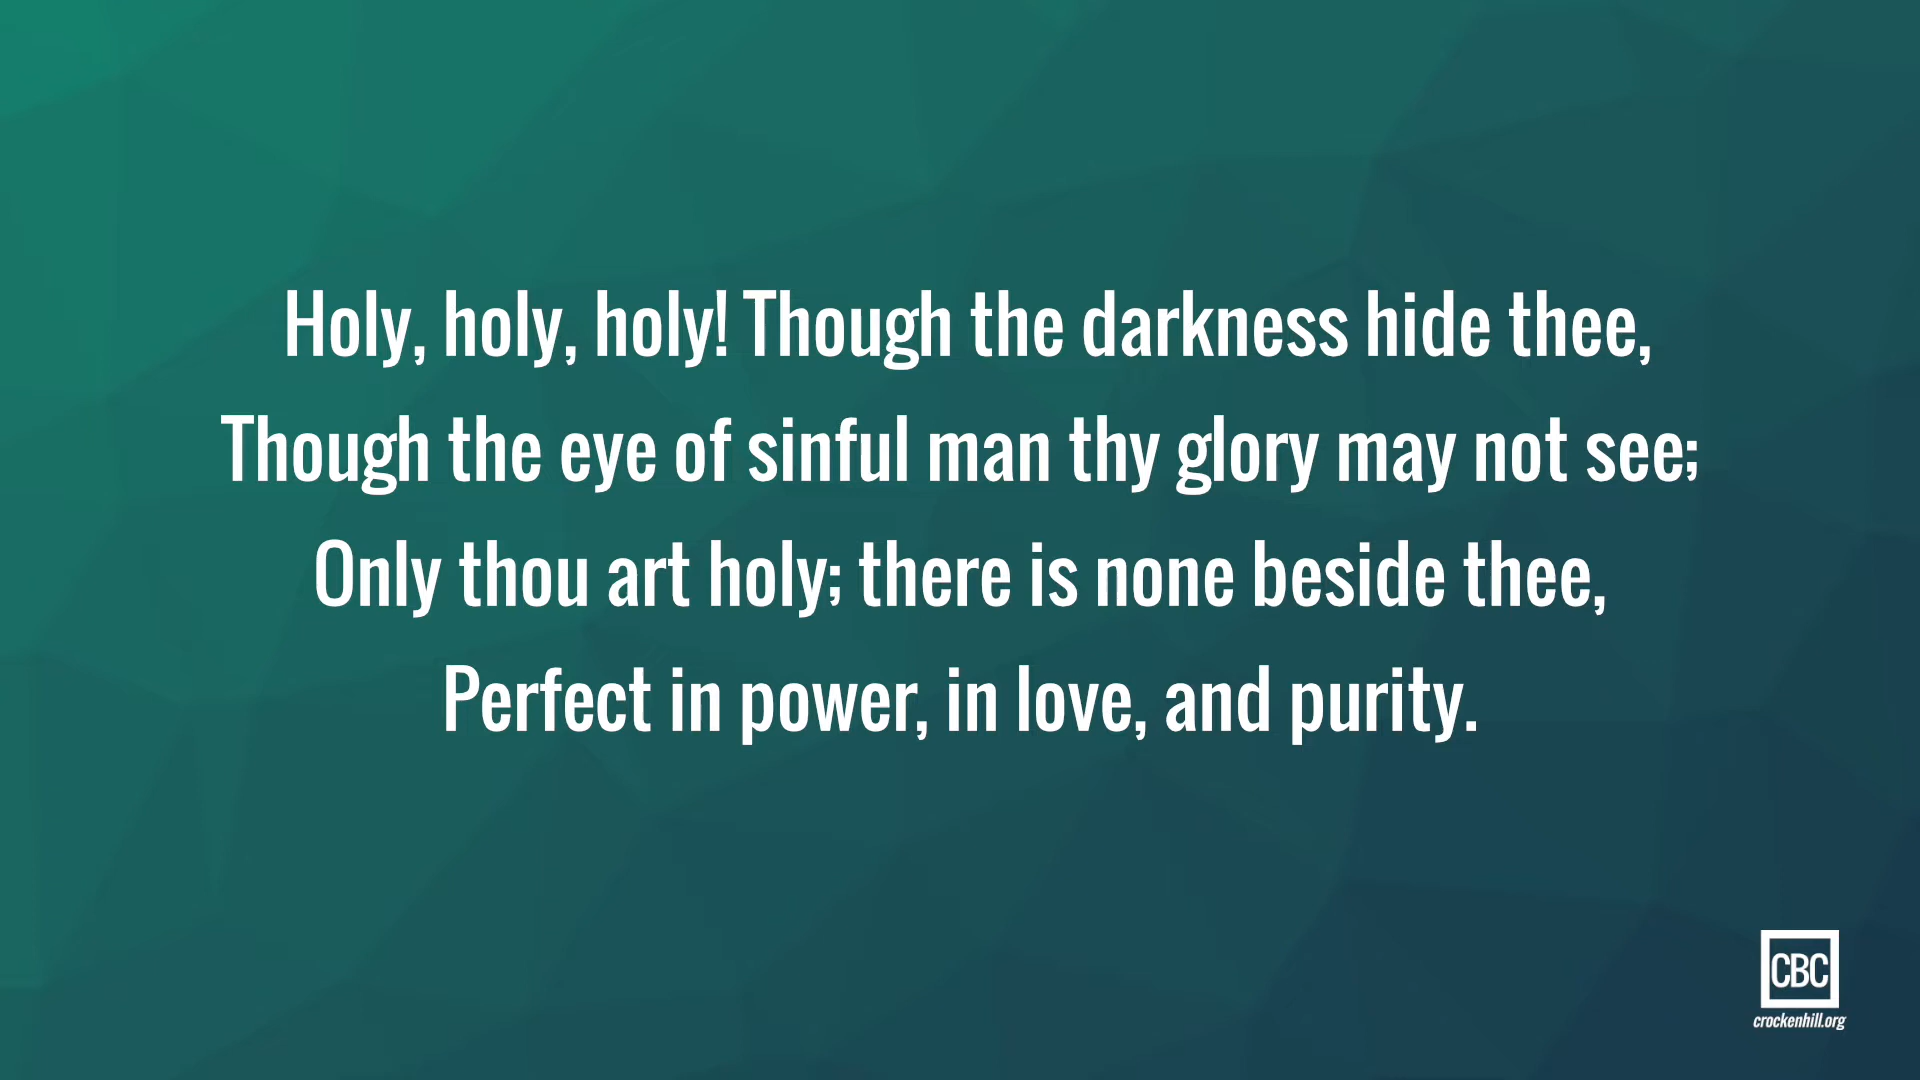 Holy, holy, holy! Though the darkness hide thee,
Though the eye of sinful man thy glory may not see;
Only thou art holy; there is none beside thee,
Perfect in power, in love, and purity.
CBC
crockenhill.org